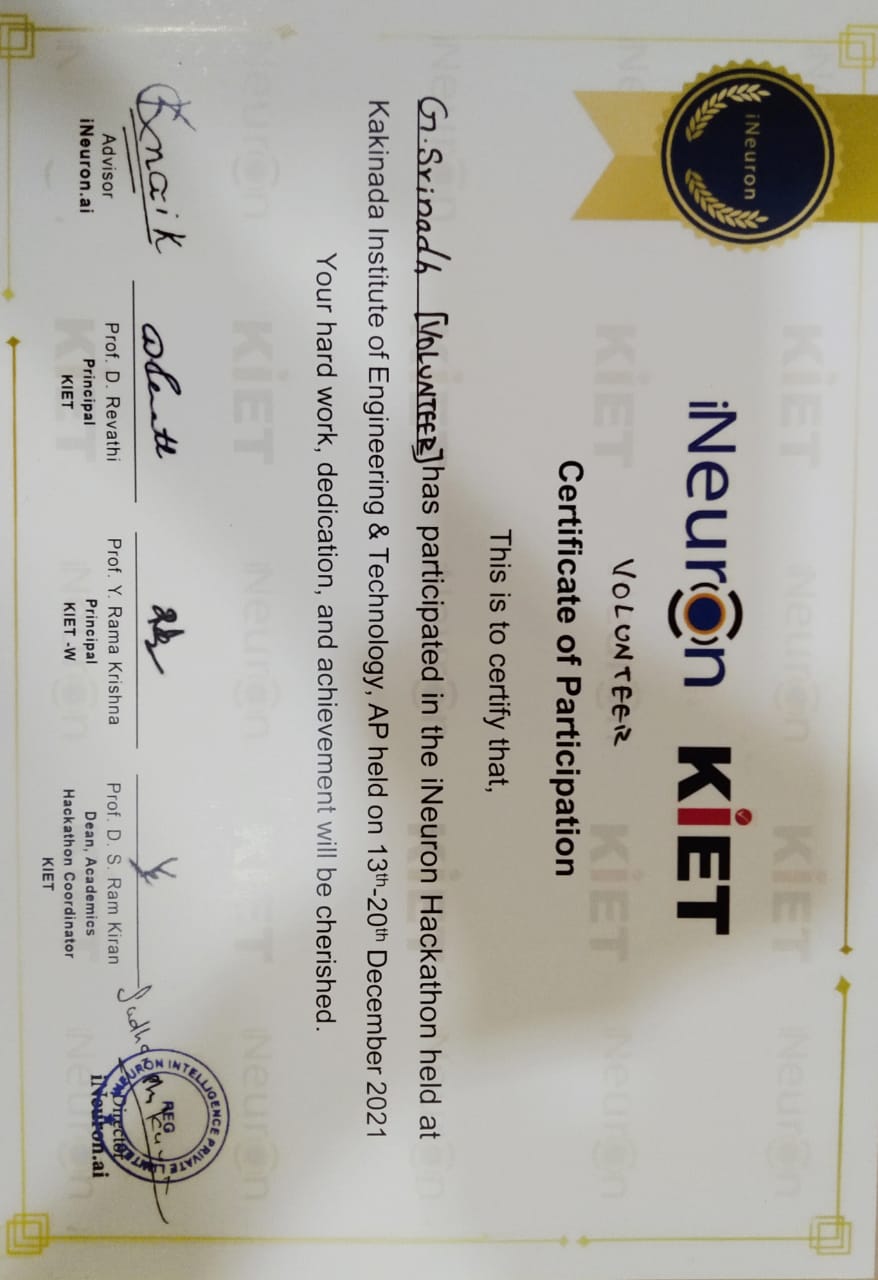 iNeuron
iNeuron KiET
VOLUNTEER
Certificate of Participation
This is to certify that,
G.Srinadh [VOLUNTEER] has participated in the iNeuron Hackathon held at
Kakinada Institute of Engineering & Technology, AP held on 13th-20th December 2021
Your hard work, dedication, and achievement will be cherished.
Knaik
Advisor
iNeuron.ai
Prof. D. Revathi
Principal
KIET
Prof. Y. Rama Krishna
Principal
KIET -W
Prof. D. S. Ram Kiran
Dean, Academics
Hackathon Coordinator
KIET
INEURON INTELLIGENCE PRIVATE LIMITED
REG
Director
iNeuron.ai